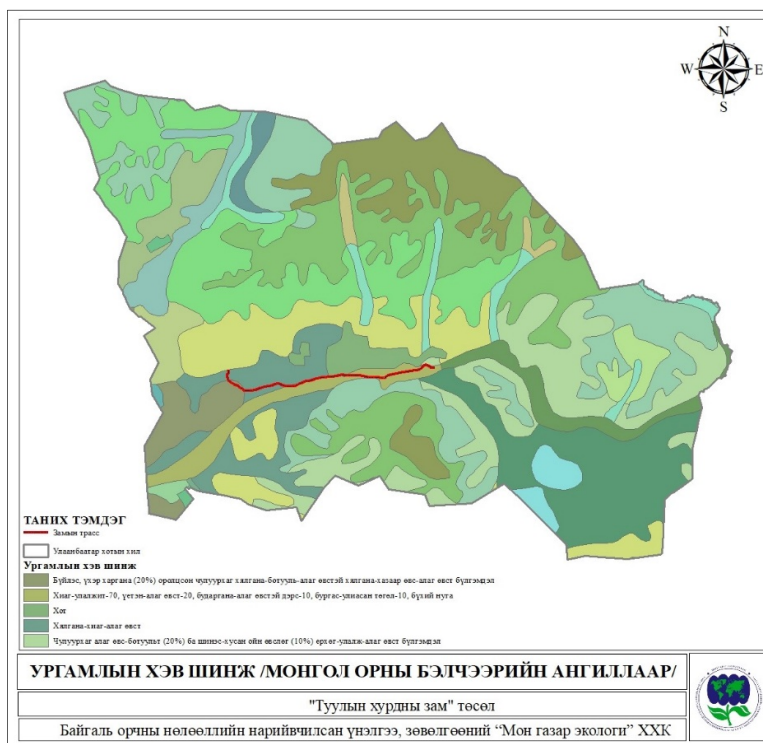 N
W E
S
ТАНИХ ТЭМДЭГ
Замын трасс
Улаанбаатар хотын хил
Ургамлын хэв шинж
Бүйлэс, үхэр харгана (20%) оролцсон чулуурхаг хялгана-ботууль-алаг өвстэй хялгана-хазаар өвс-алаг өвст бүлгэмдэл
Хиаг-улалжит-70, үетэн-алаг өвст-20, бударгана-алаг өвстэй дэрс-10, бургас-улиасан төгөл-10, бүхий нуга
Хот
Хялгана-хиаг-алаг өвст
Чулуурхаг алаг өвс-ботуульт (20%) ба шинэс-хусан ойн өвслөг (10%) ерхөг-улалж-алаг өвст бүлгэмдэл
УРГАМЛЫН ХЭВ ШИНЖ /МОНГОЛ ОРНЫ БЭЛЧЭЭРИЙН АНГИЛЛААР/
"Туулын хурдны зам" төсөл
Байгаль орчны нөлөөллийн нарийвчилсан үнэлгээ, зөвөлгөөний “Мон газар экологи” ХХК